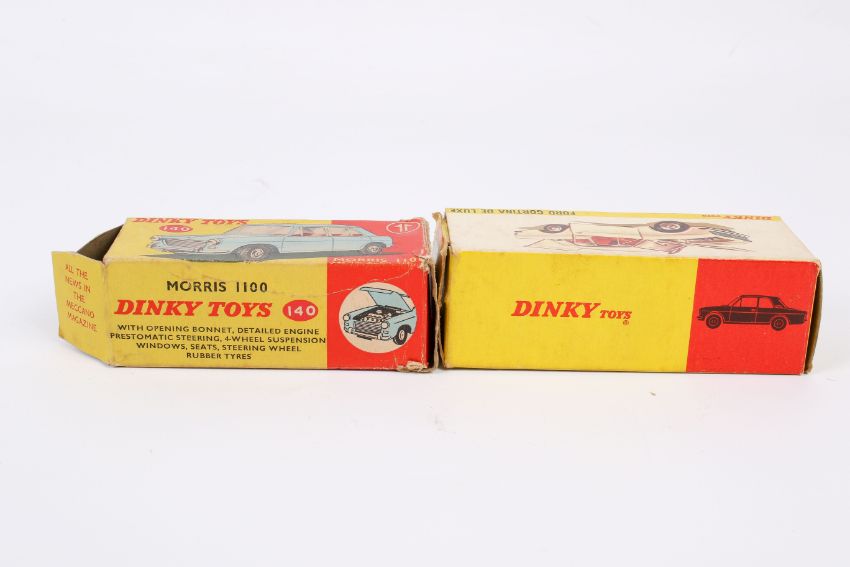 DINKY TOYS
140
MORRIS 1100
ALL THE
NEWS IN
THE
MECCANO
MAGAZINE
MORRIS 1100
DINKY TOYS 140
WITH OPENING BONNET, DETAILED ENGINE
PRESTOMATIC STEERING, 4-WHEEL SUSPENSION
WINDOWS, SEATS, STEERING WHEEL
RUBBER TYRES
FORD CORTINA DE LUXE
DINKY TOYS
DINKY TOYS®